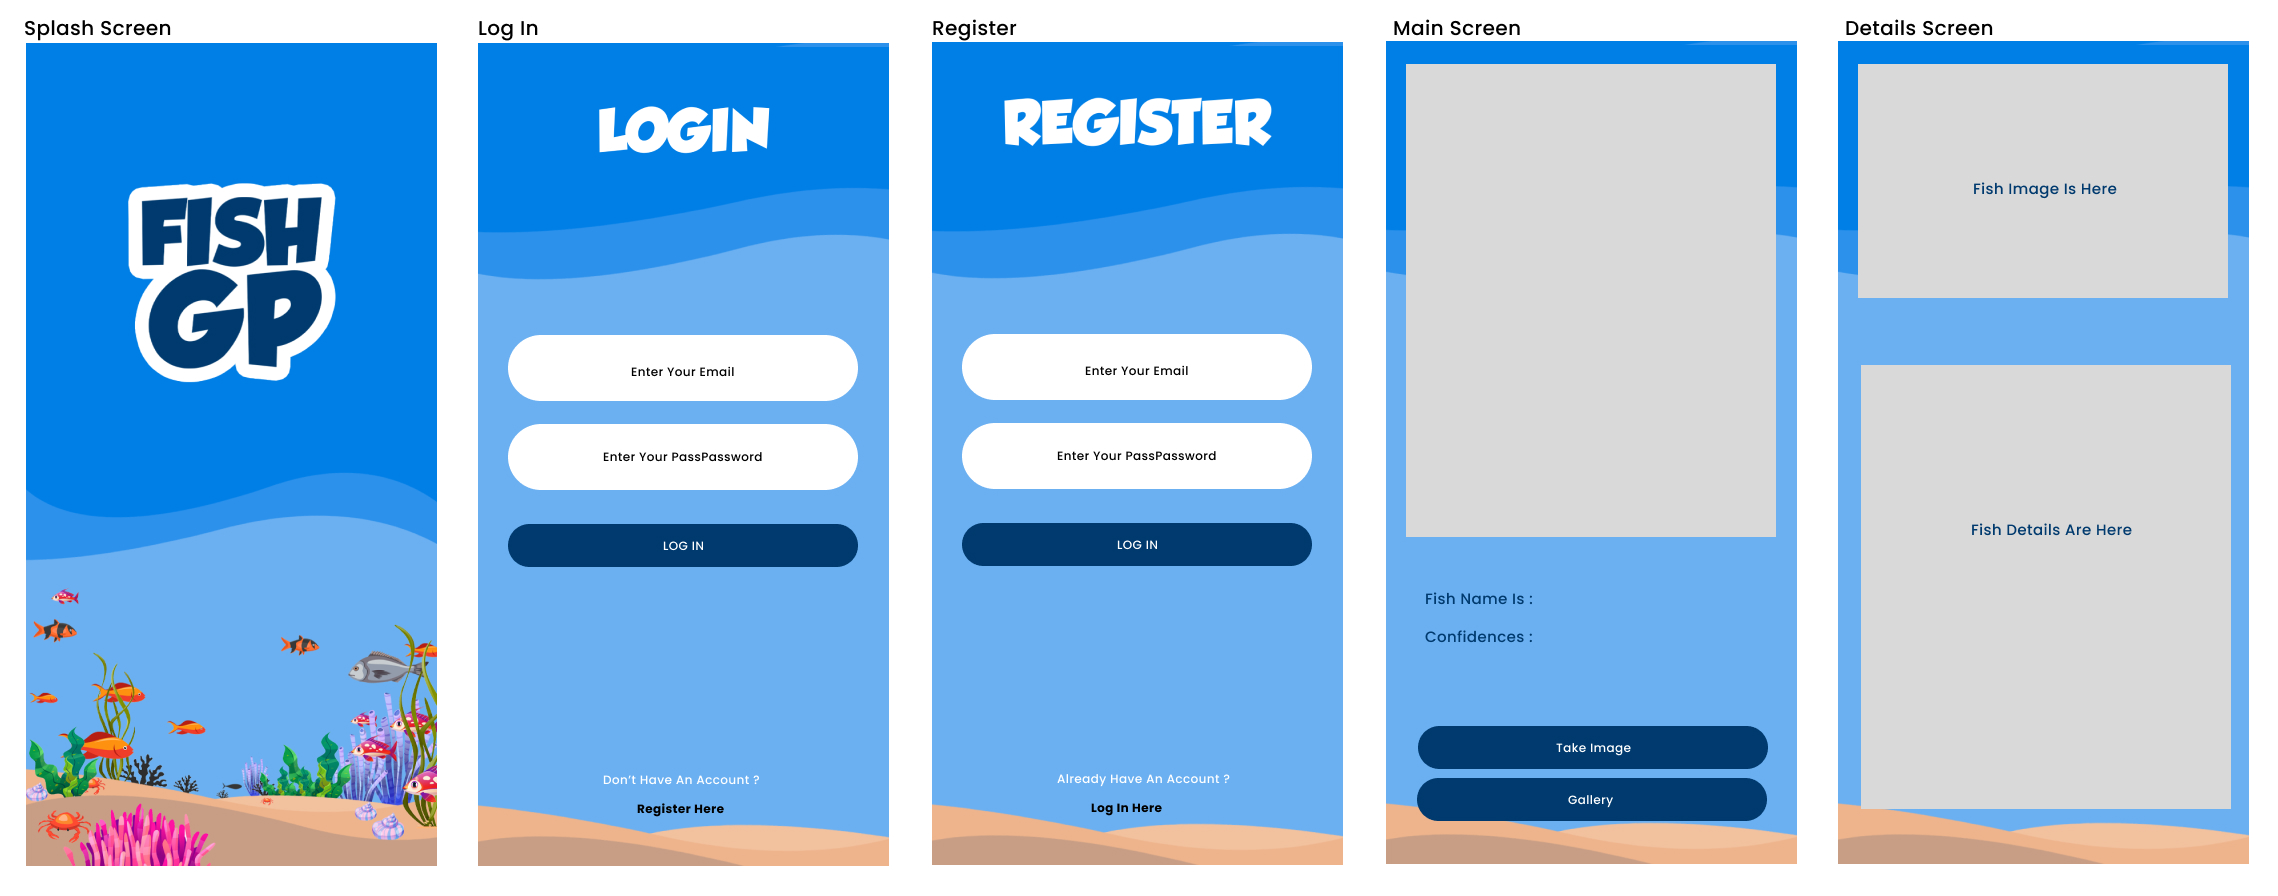 Splash Screen
FISH
GP
Log In
LOGIN
Enter Your Email
Enter Your PassPassword
LOG IN
Don't Have An Account ?
Register Here
Register
REGISTER
Enter Your Email
Enter Your PassPassword
LOG IN
Already Have An Account ?
Log In Here
Main Screen
Fish Name Is :
Confidences :
Take Image
Gallery
Details Screen
Fish Image Is Here
Fish Details Are Here